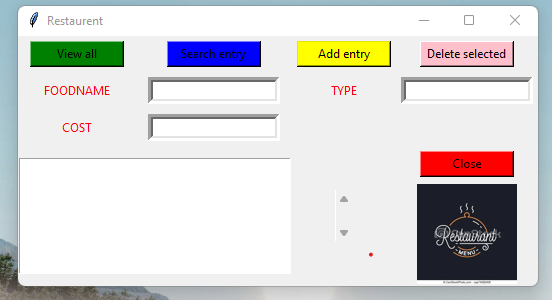 Restaurent
View all
Search entry
Add entry
Delete selected
FOODNAME
TYPE
COST
Close
Restaurant
MENU